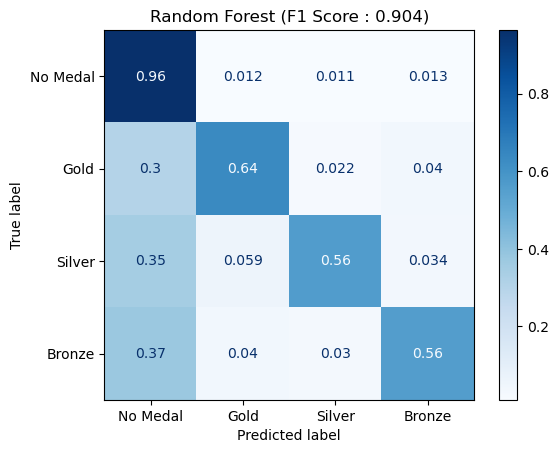 Random Forest (F1 Score : 0.904)
True label
No Medal 0.96 0.012 0.011 0.013
Gold 0.3 0.64 0.022 0.04
Silver 0.35 0.059 0.56 0.034
Bronze 0.37 0.04 0.03 0.56
No Medal Gold Silver Bronze
Predicted label
0.8
0.6
0.4
0.2